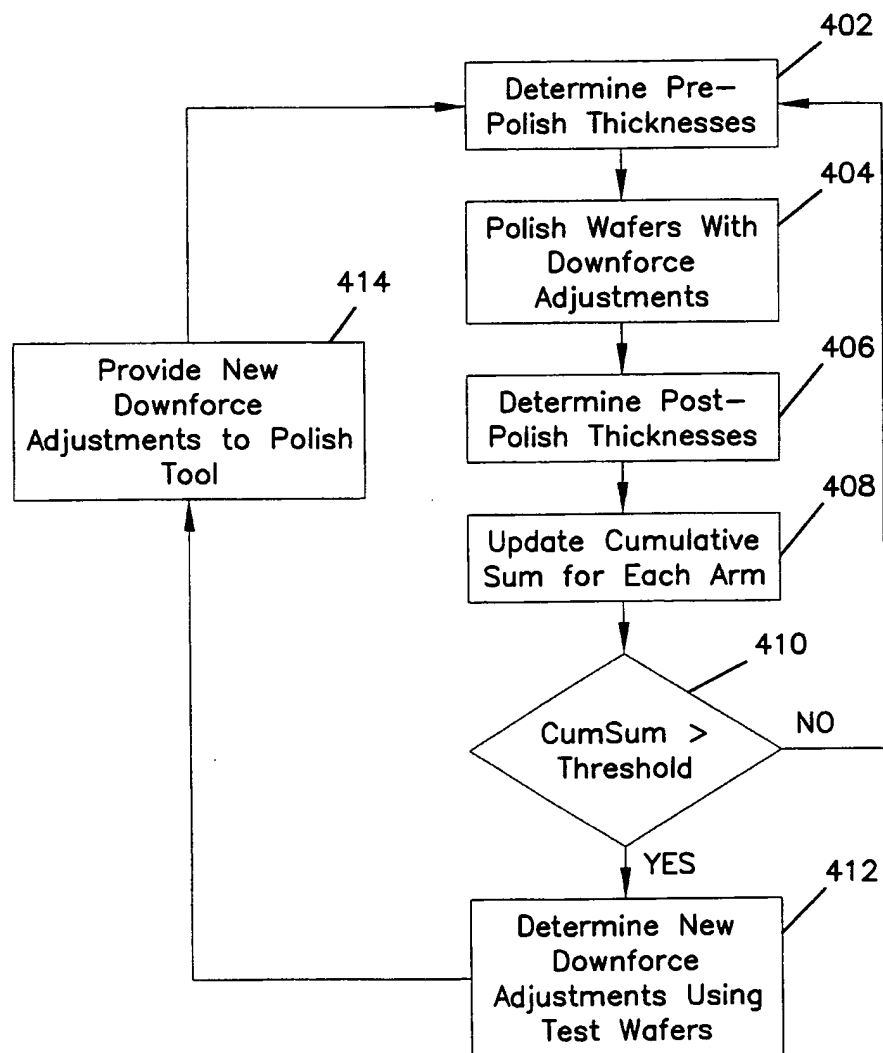 402
Determine Pre-
Polish Thicknesses
404
Polish Wafers With
Downforce
Adjustments
414
Provide New
Downforce
Adjustments to Polish
Tool
406
Determine Post-
Polish Thicknesses
408
Update Cumulative
Sum for Each Arm
410
CumSum >
Threshold
NO
YES
412
Determine New
Downforce
Adjustments Using
Test Wafers